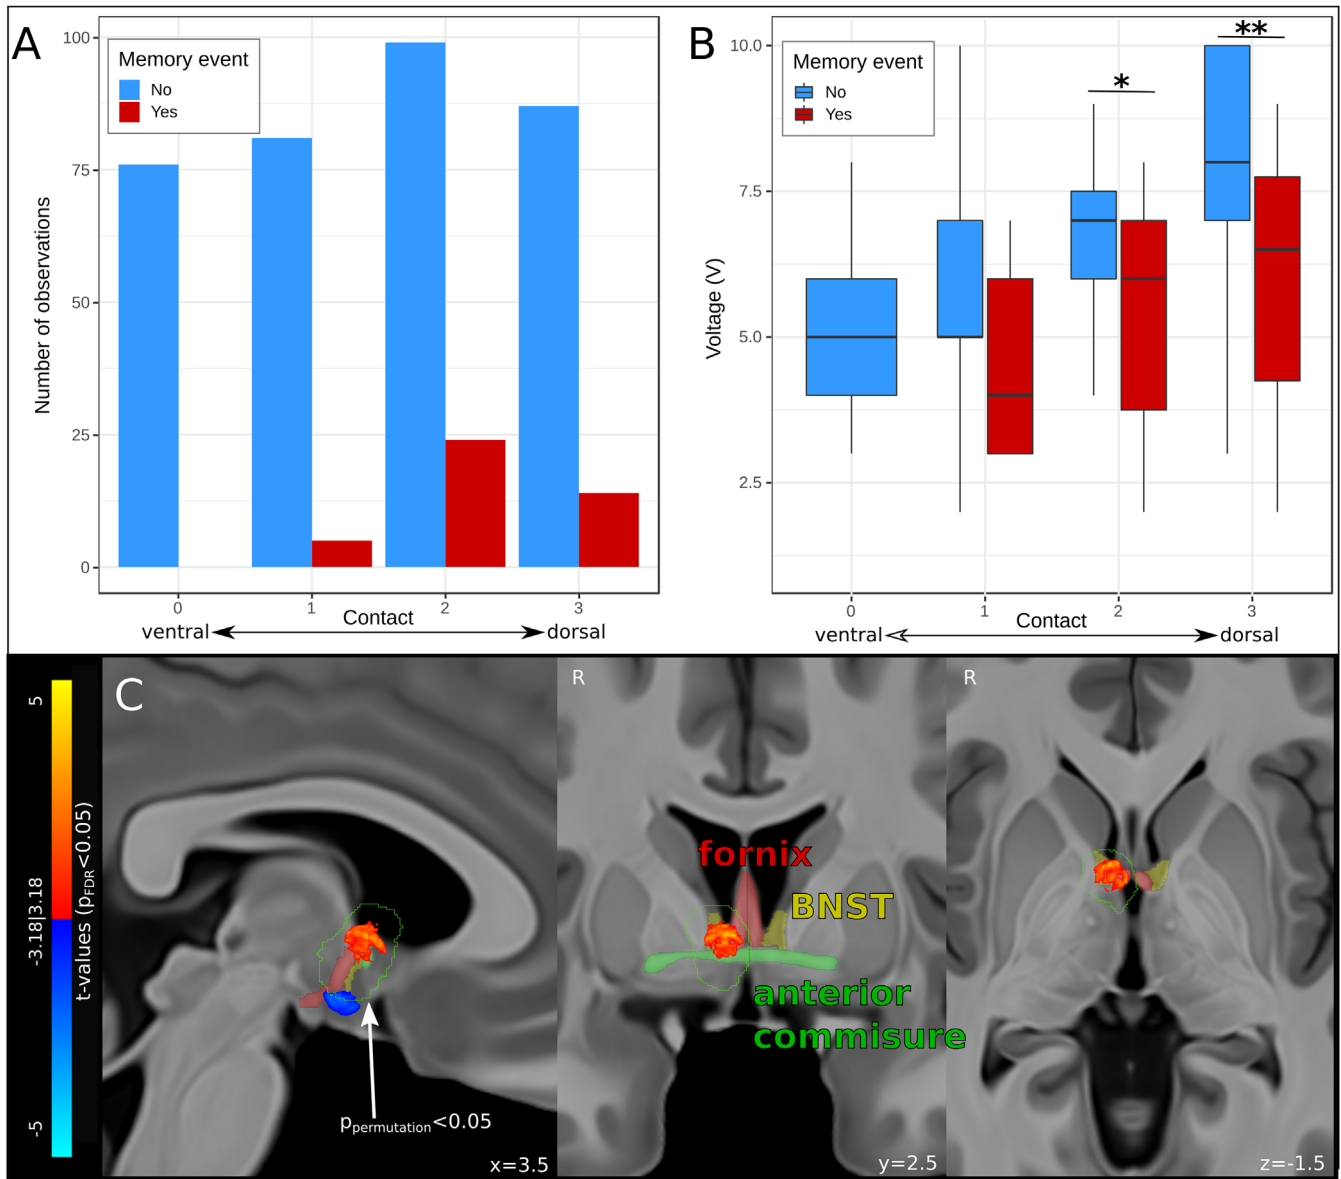 A
Memory event
No
Yes
Number of observations
100
75
50
25
0
0 1 2 3
Contact
ventral dorsal
B
**
*
Memory event
No
Yes
Voltage (V)
10.0
7.5
5.0
2.5
0 1 2 3
Contact
ventral dorsal
C
5
-3.18|3.18
-5
t-values (pFDR<0.05)
ppermutation<0.05
x=3.5
R
fornix
BNST
anterior
commisure
y=2.5
R
z=-1.5